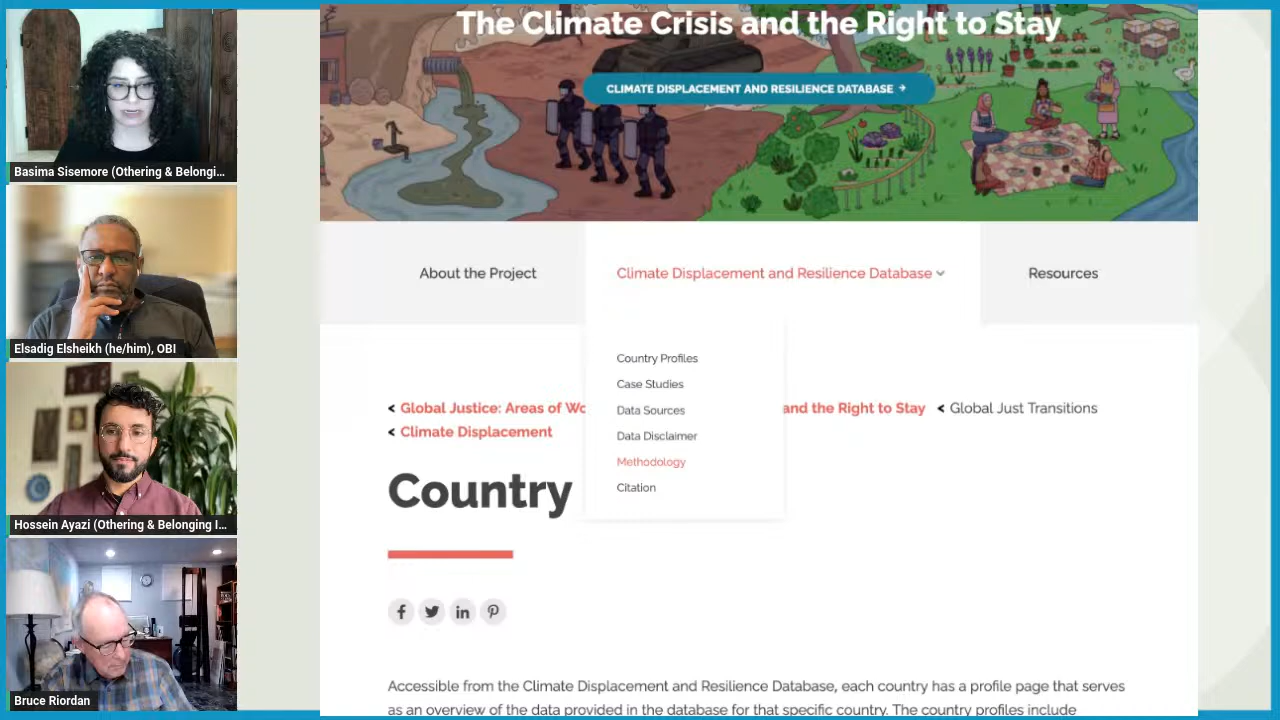 Basima Sisemore (Othering & Belongi...
Elsadig Elsheikh (he/him), OBI
Hossein Ayazi (Othering & Belonging I...
Bruce Riordan
The Climate Crisis and the Right to Stay
CLIMATE DISPLACEMENT AND RESILIENCE DATABASE →
About the Project
Climate Displacement and Resilience Database
Resources
Country Profiles
Case Studies
Data Sources
Data Disclaimer
Methodology
Citation
< Global Justice: Areas of Wo and the Right to Stay < Global Just Transitions
< Climate Displacement
Country
Accessible from the Climate Displacement and Resilience Database, each country has a profile page that serves
as an overview of the data provided in the database for that specific country. The country profiles include